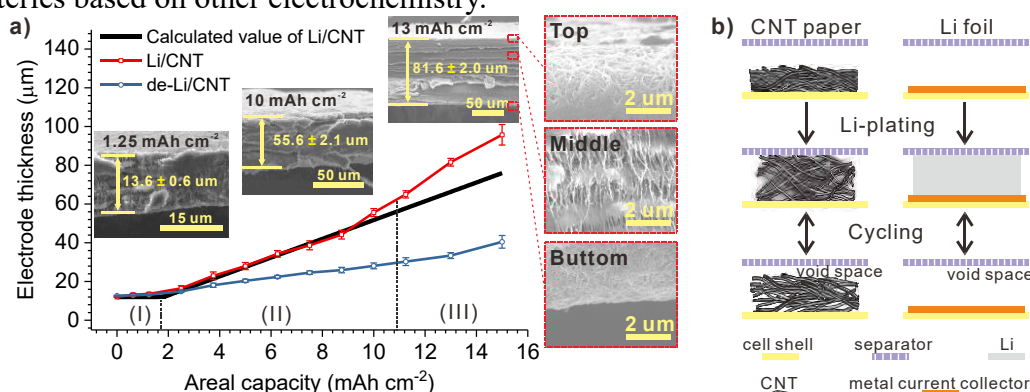 teries based on other electrochemistry.
a)
140
120
100
80
60
40
20
0
Electrode thickness (μm)
Calculated value of Li/CNT
Li/CNT
de-Li/CNT
1.25 mAh cm⁻²
13.6 ± 0.6 um
15 um
10 mAh cm⁻²
55.6 ± 2.1 um
50 um
13 mAh cm⁻²
81.6 ± 2.0 um
50 um
(I)
(II)
(III)
0 2 4 6 8 10 12 14 16
Areal capacity (mAh cm⁻²)
Top
2 um
Middle
2 um
Buttom
2 um
b)
CNT paper
Li foil
Li-plating
Cycling
void space
void space
cell shell
separator
Li
CNT
metal current collector